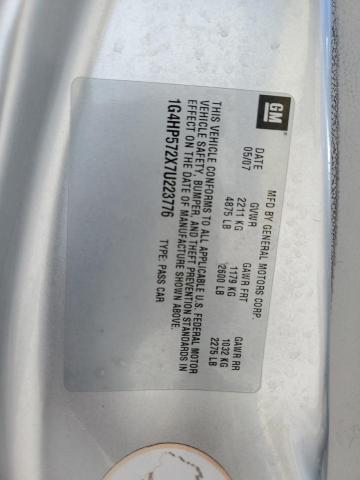 GM
MFD BY GENERAL MOTORS CORP.
DATE GVWR GAWR FRT GAWR RR
05/07 2211 KG 1179 KG 1032 KG
4875 LB 2600 LB 2275 LB
THIS VEHICLE CONFORMS TO ALL APPLICABLE U.S. FEDERAL MOTOR
VEHICLE SAFETY, BUMPER, AND THEFT PREVENTION STANDARDS IN
EFFECT ON THE DATE OF MANUFACTURE SHOWN ABOVE.
1G4HP572X7U223776 TYPE: PASS CAR